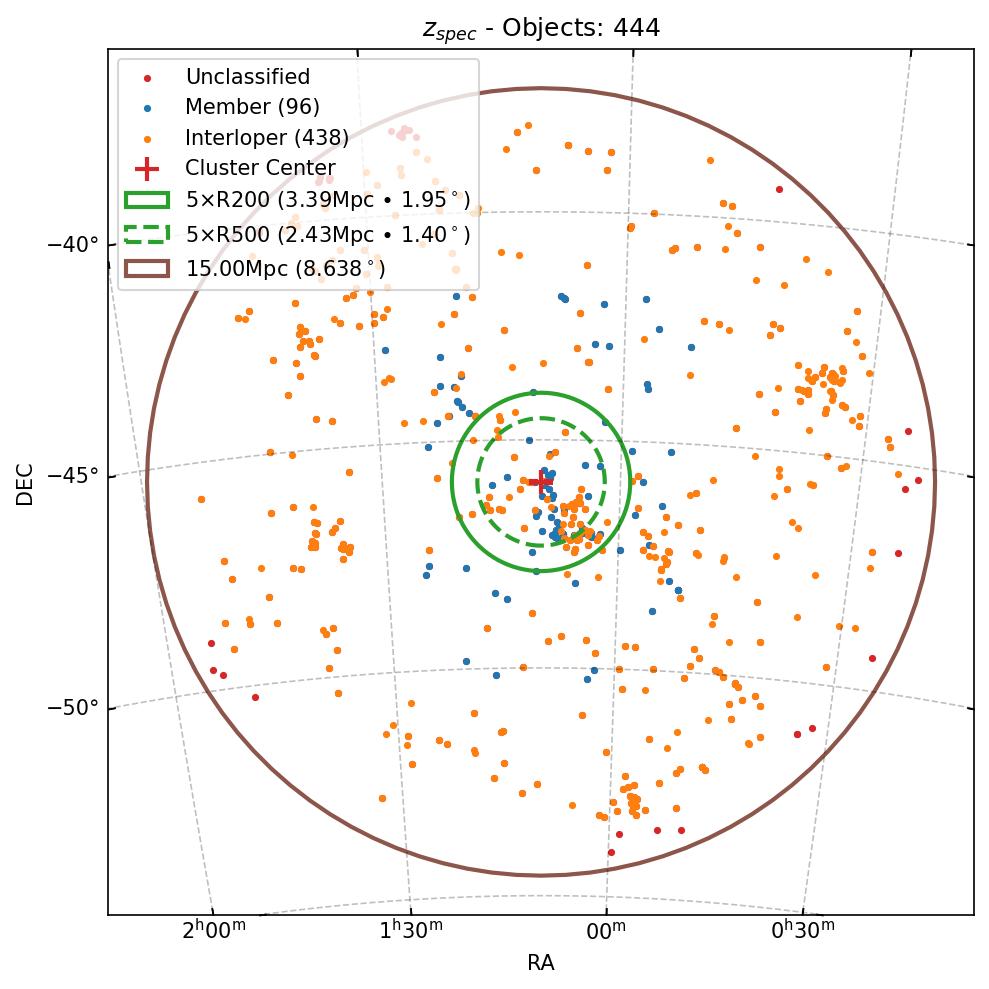 z_spec - Objects: 444
Unclassified
Member (96)
Interloper (438)
Cluster Center
5×R200 (3.39Mpc • 1.95°)
5×R500 (2.43Mpc • 1.40°)
15.00Mpc (8.638°)
−40°
−45°
−50°
DEC
2h00m
1h30m
00m
0h30m
RA